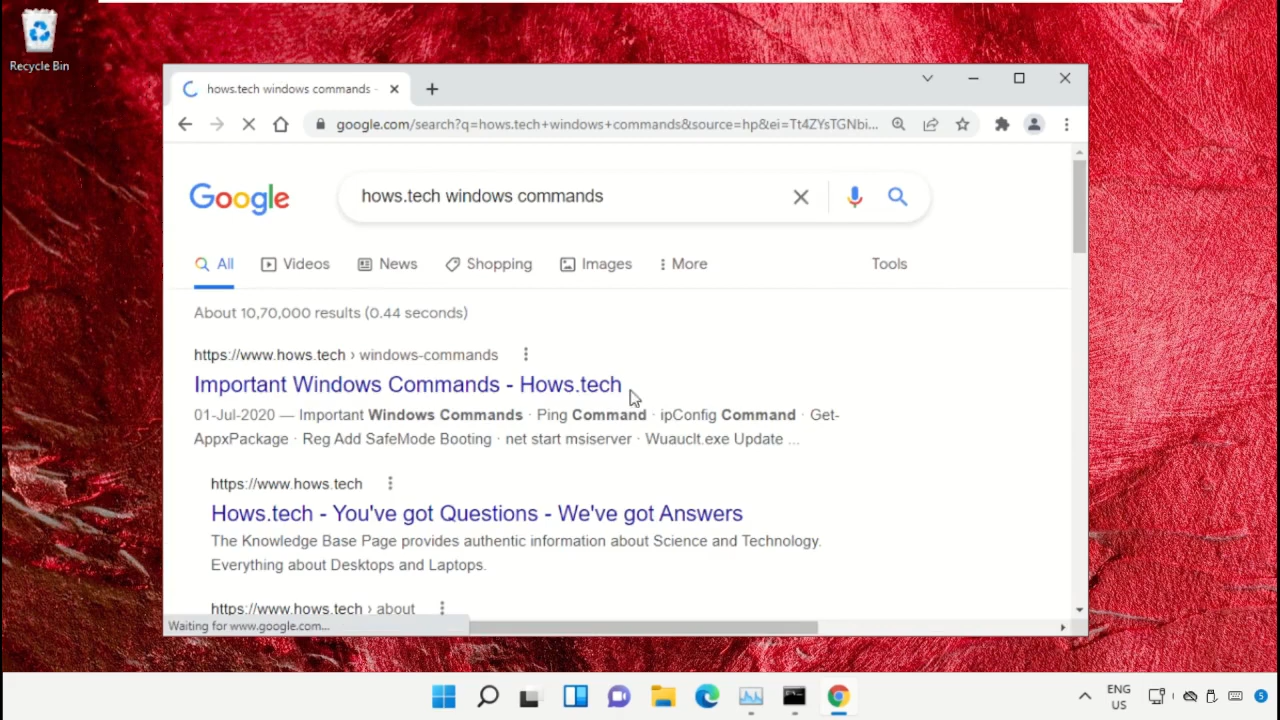 Recycle Bin
hows.tech windows commands -
google.com/search?q=hows.tech+windows+commands&source=hp&ei=Tt4ZYsTGNbi...
Google
hows.tech windows commands
All
Videos
News
Shopping
Images
More
Tools
About 10,70,000 results (0.44 seconds)
https://www.hows.tech › windows-commands
Important Windows Commands - Hows.tech
01-Jul-2020 — Important Windows Commands · Ping Command · ipConfig Command · Get-
AppxPackage · Reg Add SafeMode Booting · net start msiserver · Wuauclt.exe Update ...
https://www.hows.tech
Hows.tech - You've got Questions - We've got Answers
The Knowledge Base Page provides authentic information about Science and Technology.
Everything about Desktops and Laptops.
https://www.hows.tech › about
Waiting for www.google.com...
ENG
US
5